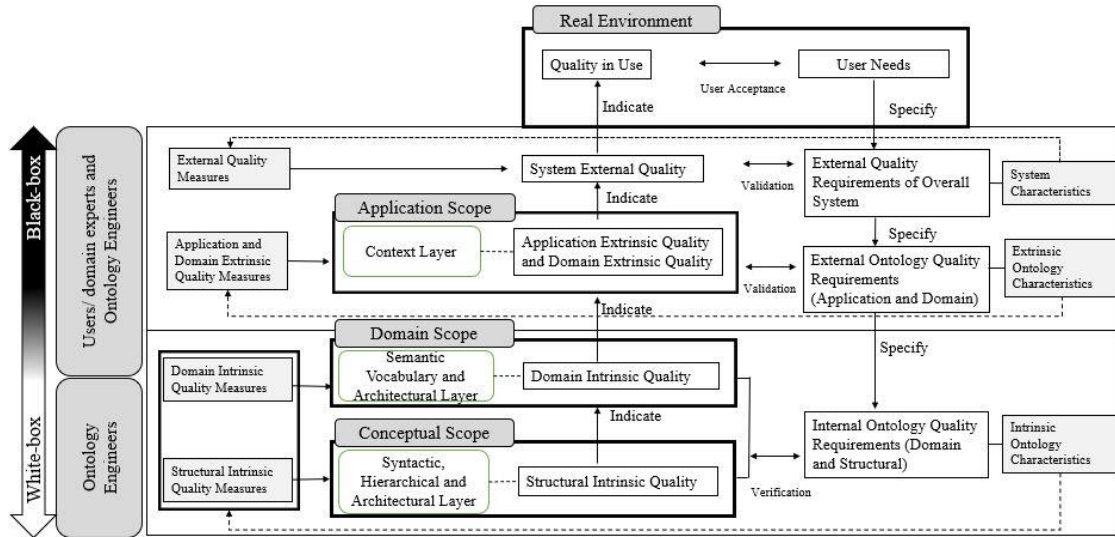 Real Environment
Quality in Use
User Needs
User Acceptance
Indicate
Specify
Black-box
White-box
Users/ domain experts and
Ontology Engineers
Ontology
Engineers
External Quality
Measures
System External Quality
Validation
External Quality
Requirements of Overall
System
System
Characteristics
Indicate
Specify
Application Scope
Context Layer
Application and
Domain Extrinsic
Quality Measures
Application Extrinsic Quality
and Domain Extrinsic Quality
Validation
External Ontology Quality
Requirements
(Application and Domain)
Extrinsic
Ontology
Characteristics
Indicate
Specify
Domain Scope
Domain Intrinsic
Quality Measures
Semantic
Vocabulary and
Architectural Layer
Domain Intrinsic Quality
Indicate
Conceptual Scope
Structural Intrinsic
Quality Measures
Syntactic,
Hierarchical and
Architectural Layer
Structural Intrinsic Quality
Verification
Internal Ontology Quality
Requirements (Domain
and Structural)
Intrinsic
Ontology
Characteristics